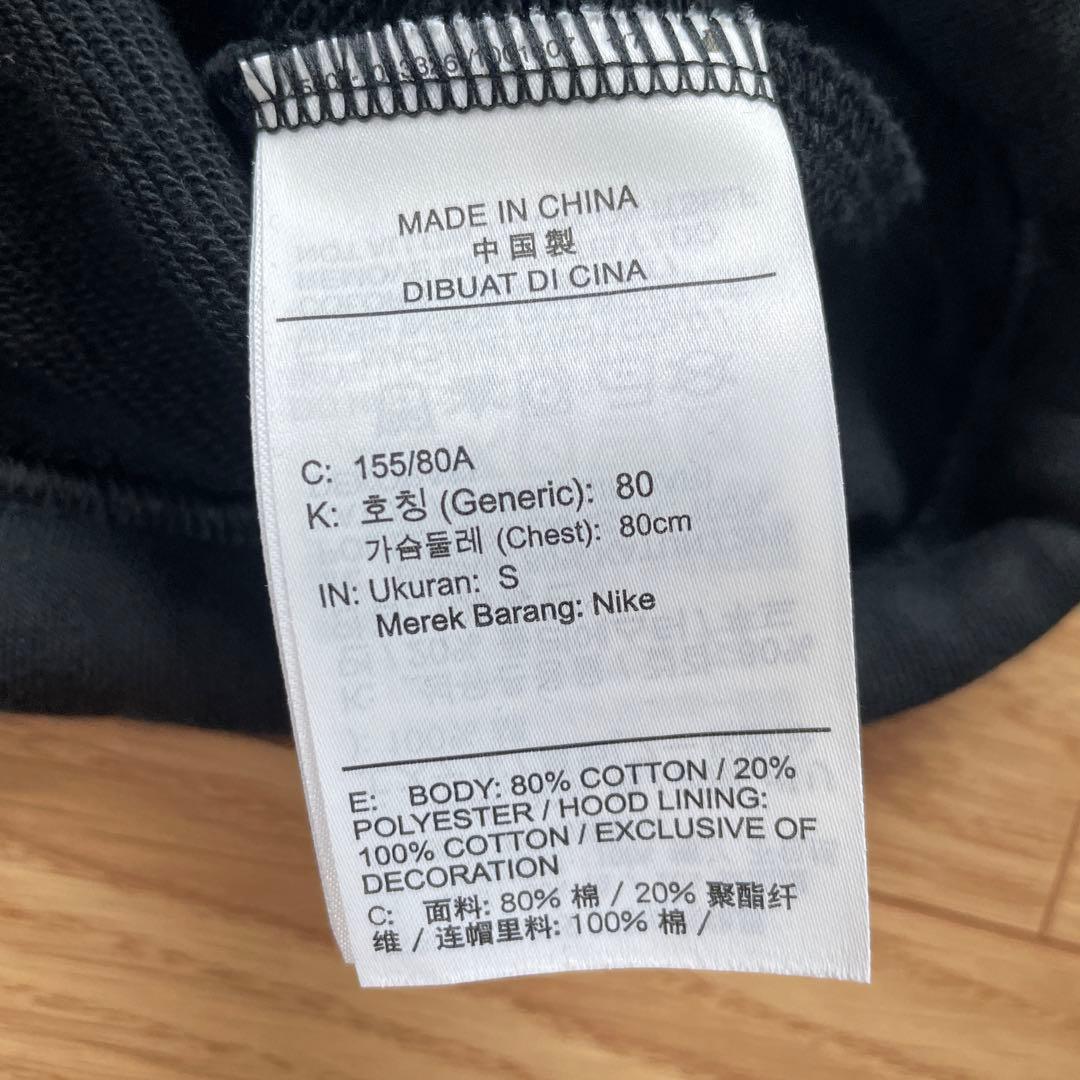 MADE IN CHINA
中国製
DIBUAT DI CINA
C: 155/80A
K: 호칭 (Generic): 80
가슴둘레 (Chest): 80cm
IN: Ukuran: S
Merek Barang: Nike
E: BODY: 80% COTTON / 20%
POLYESTER / HOOD LINING:
100% COTTON / EXCLUSIVE OF
DECORATION
C: 面料: 80% 棉 / 20% 聚酯纤
维 / 连帽里料: 100% 棉 /